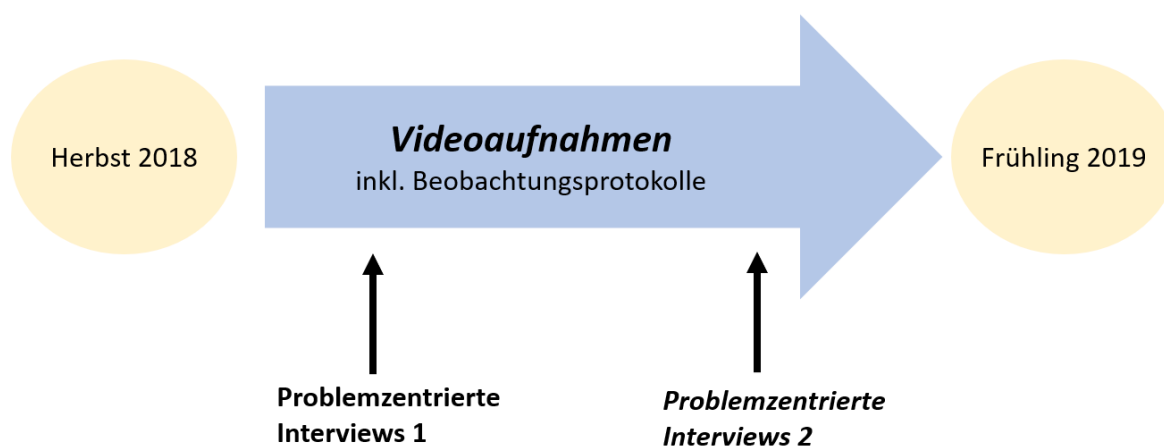 Herbst 2018
Videoaufnahmen
inkl. Beobachtungsprotokolle
Frühling 2019
Problemzentrierte
Interviews 1
Problemzentrierte
Interviews 2